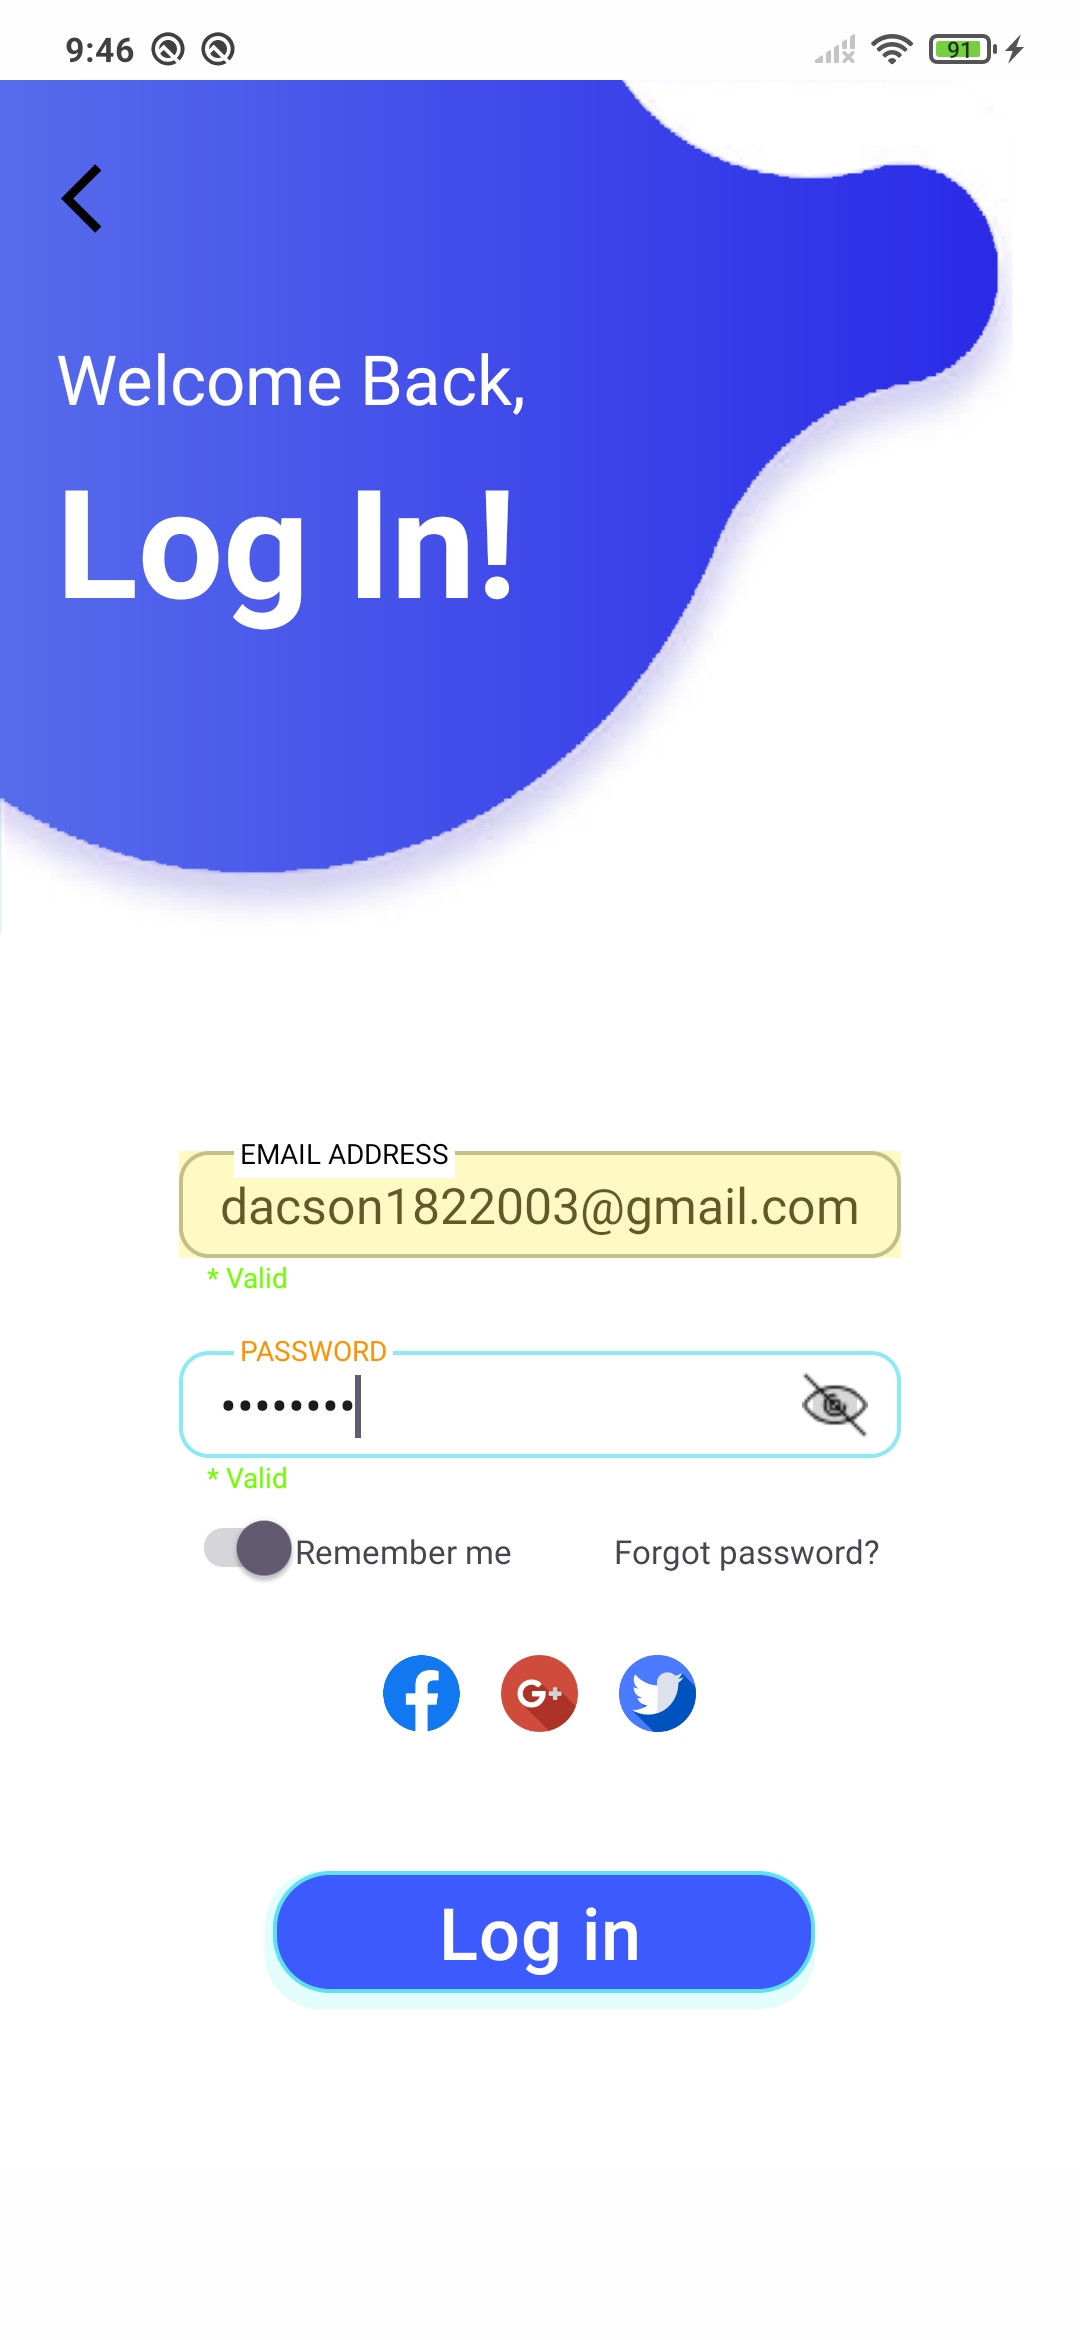 9:46
91
Welcome Back,
Log In!
EMAIL ADDRESS
dacson1822003@gmail.com
* Valid
PASSWORD
••••••••
* Valid
Remember me Forgot password?
G+
Log in